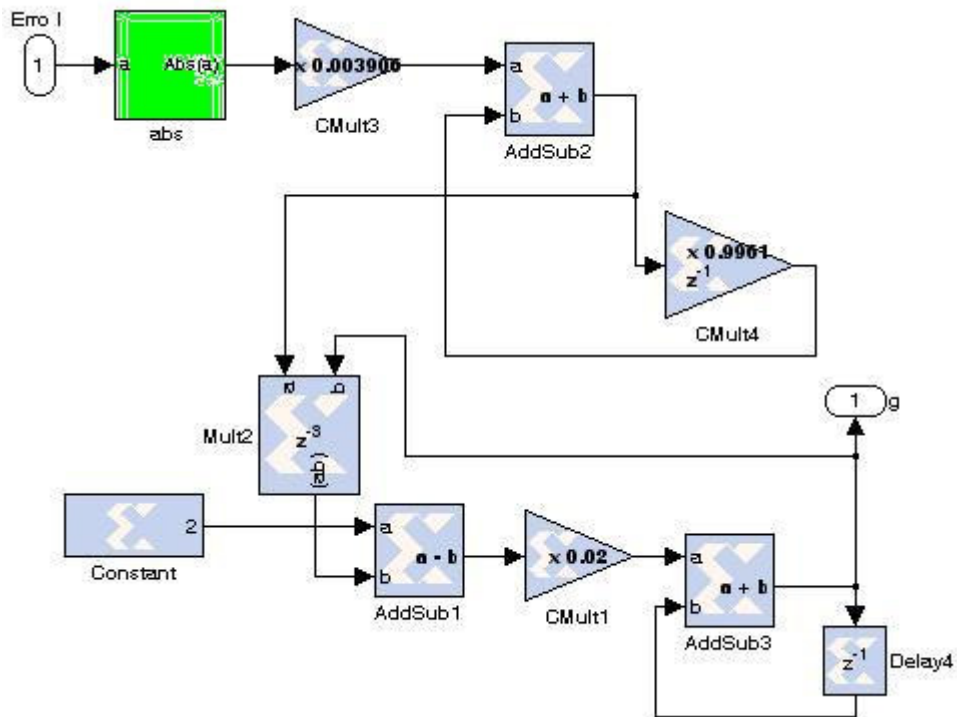 Erro I
1
a
Abs(a)
abs
x 0.003906
CMult3
a
b
a + b
AddSub2
x 0.9961
z-1
CMult4
a
b
z-3
(ab)
Mult2
1
g
2
Constant
a
b
a - b
AddSub1
x 0.02
CMult1
a
b
a + b
AddSub3
z-1
Delay4